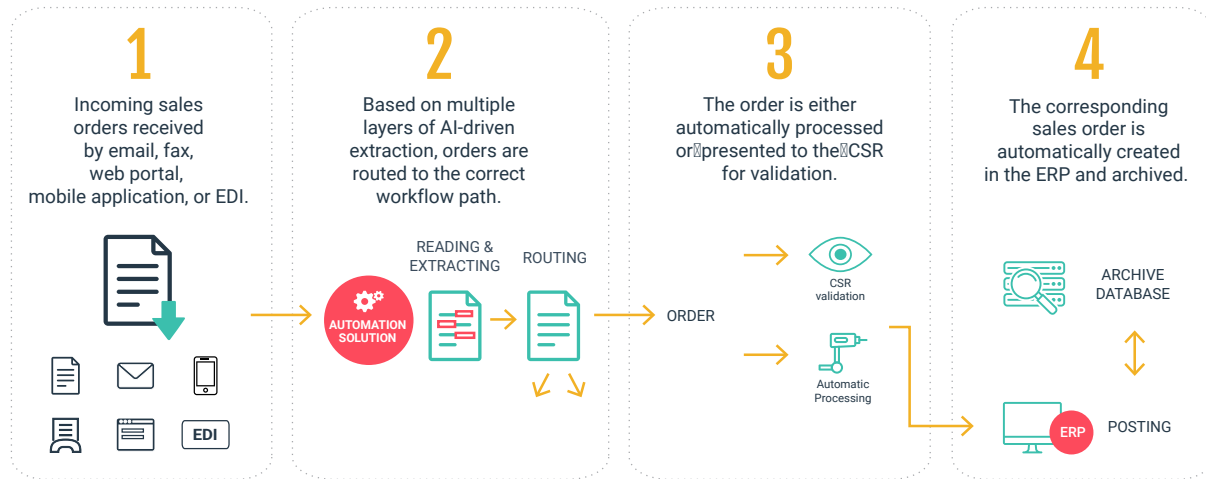 1
Incoming sales
orders received
by email, fax,
web portal,
mobile application, or EDI.
EDI
2
Based on multiple
layers of AI-driven
extraction, orders are
routed to the correct
workflow path.
AUTOMATION
SOLUTION
READING &
EXTRACTING
ROUTING
3
The order is either
automatically processed
or presented to the CSR
for validation.
ORDER
CSR
validation
Automatic
Processing
4
The corresponding
sales order is
automatically created
in the ERP and archived.
ARCHIVE
DATABASE
ERP
POSTING